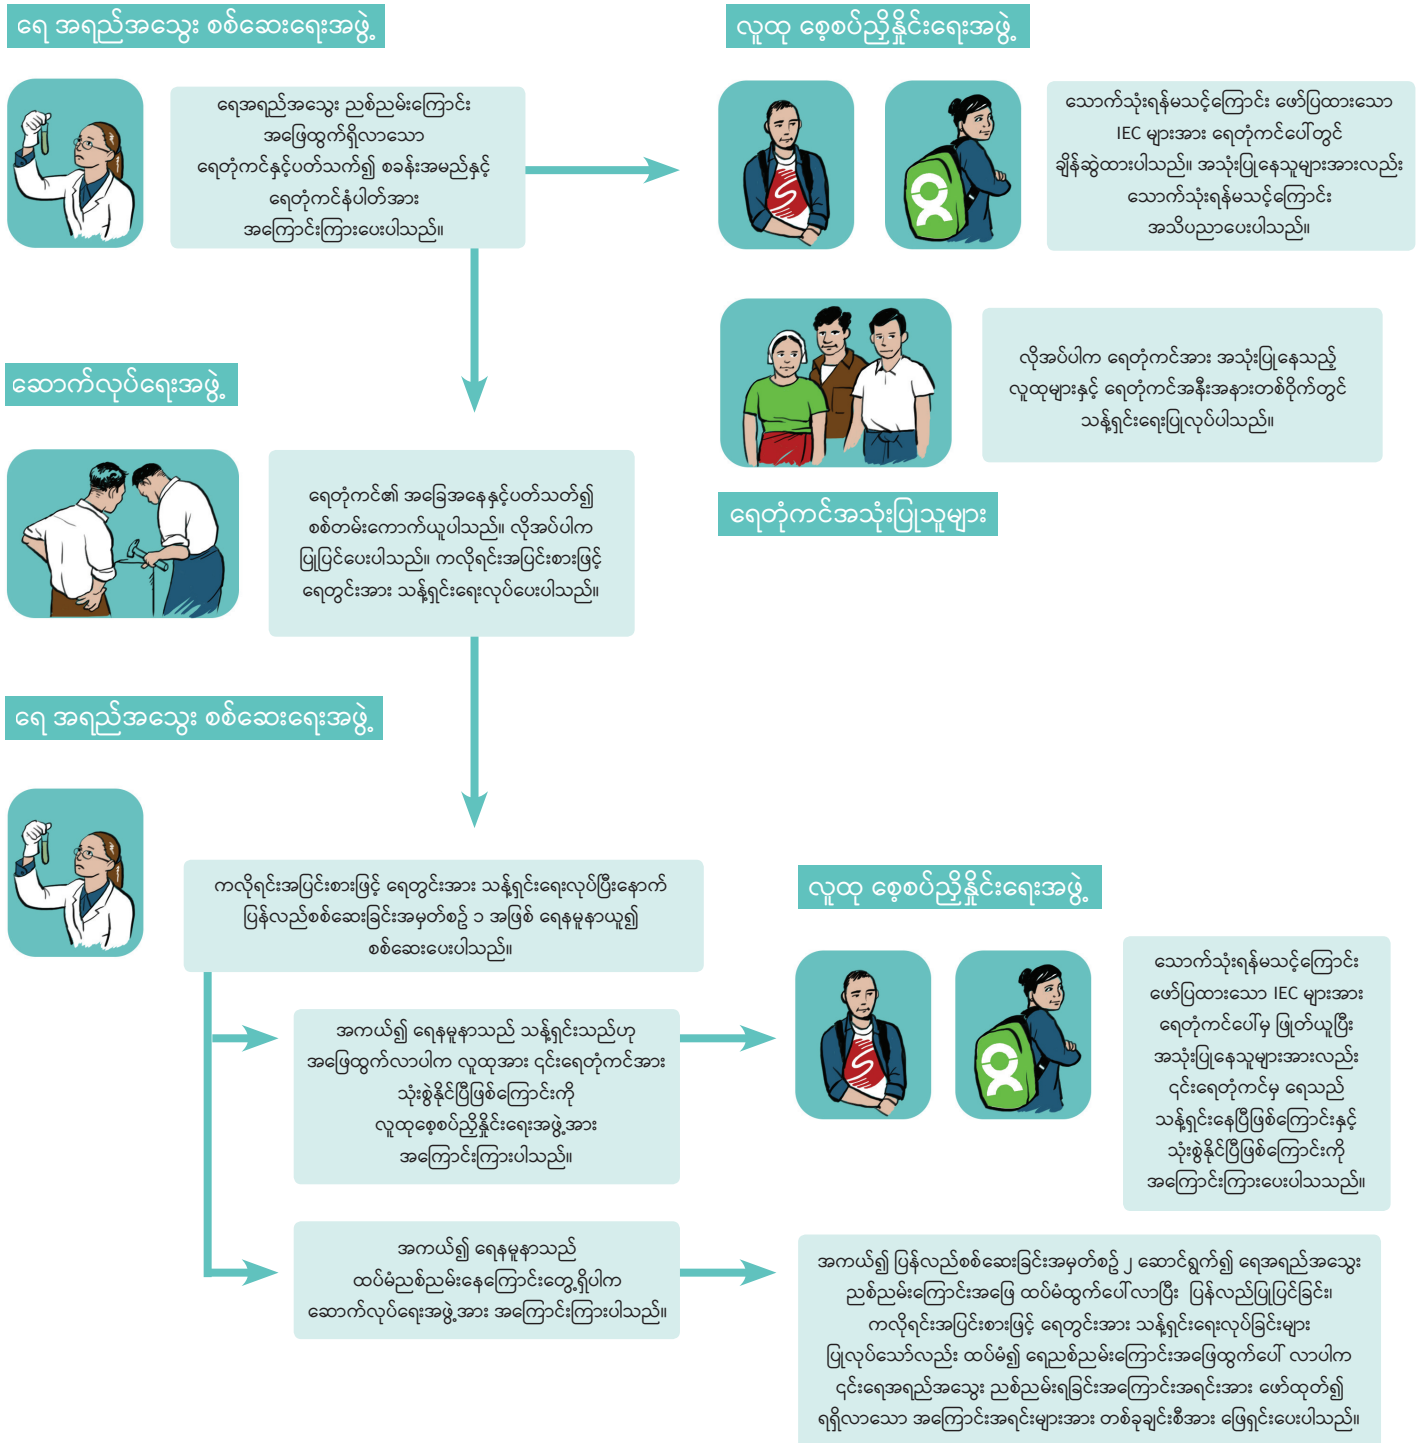 ရေ အရည်အသွေး စစ်ဆေးရေးအဖွဲ့
ရေအရည်အသွေး ညစ်ညမ်းကြောင်း
အဖြေထွက်ရှိလာသော
ရေတုံကင်နှင့်ပတ်သက်၍ စခန်းအမည်နှင့်
ရေတုံကင်နံပါတ်အား
အကြောင်းကြားပေးပါသည်။
လူထု စေ့စပ်ညှိနှိုင်းရေးအဖွဲ့
သောက်သုံးရန်မသင့်ကြောင်း ဖော်ပြထားသော
IEC များအား ရေတုံကင်ပေါ်တွင်
ချိန်ဆွဲထားပါသည်။ အသုံးပြုနေသူများအားလည်း
သောက်သုံးရန်မသင့်ကြောင်း
အသိပညာပေးပါသည်။
လိုအပ်ပါက ရေတုံကင်အား အသုံးပြုနေသည့်
လူထုများနှင့် ရေတုံကင်အနီးအနားတစ်ဝိုက်တွင်
သန့်ရှင်းရေးပြုလုပ်ပါသည်။
ရေတုံကင်အသုံးပြုသူများ
ဆောက်လုပ်ရေးအဖွဲ့
ရေတုံကင်၏ အခြေအနေနှင့်ပတ်သတ်၍
စစ်တမ်းကောက်ယူပါသည်။ လိုအပ်ပါက
ပြုပြင်ပေးပါသည်။ ကလိုရင်းအပြင်းစားဖြင့်
ရေတွင်းအား သန့်ရှင်းရေးလုပ်ပေးပါသည်။
ရေ အရည်အသွေး စစ်ဆေးရေးအဖွဲ့
ကလိုရင်းအပြင်းစားဖြင့် ရေတွင်းအား သန့်ရှင်းရေးလုပ်ပြီးနောက်
ပြန်လည်စစ်ဆေးခြင်းအမှတ်စဥ် ၁ အဖြစ် ရေနမူနာယူ၍
စစ်ဆေးပေးပါသည်။
အကယ်၍ ရေနမူနာသည် သန့်ရှင်းသည်ဟု
အဖြေထွက်လာပါက လူထုအား ၎င်းရေတုံကင်အား
သုံးစွဲနိုင်ပြီဖြစ်ကြောင်းကို
လူထုစေ့စပ်ညှိနှိုင်းရေးအဖွဲ့အား
အကြောင်းကြားပါသည်။
အကယ်၍ ရေနမူနာသည်
ထပ်မံညစ်ညမ်းနေကြောင်းတွေ့ရှိပါက
ဆောက်လုပ်ရေးအဖွဲ့အား အကြောင်းကြားပါသည်။
လူထု စေ့စပ်ညှိနှိုင်းရေးအဖွဲ့
သောက်သုံးရန်မသင့်ကြောင်း
ဖော်ပြထားသော IEC များအား
ရေတုံကင်ပေါ်မှ ဖြုတ်ယူပြီး
အသုံးပြုနေသူများအားလည်း
၎င်းရေတုံကင်မှ ရေသည်
သန့်ရှင်းနေပြီဖြစ်ကြောင်းနှင့်
သုံးစွဲနိုင်ပြီဖြစ်ကြောင်းကို
အကြောင်းကြားပေးပါသသည်။
အကယ်၍ ပြန်လည်စစ်ဆေးခြင်းအမှတ်စဥ် ၂ ဆောင်ရွက်၍ ရေအရည်အသွေး
ညစ်ညမ်းကြောင်းအဖြေ ထပ်မံထွက်ပေါ်လာပြီး ပြန်လည်ပြုပြင်ခြင်း၊
ကလိုရင်းအပြင်းစားဖြင့် ရေတွင်းအား သန့်ရှင်းရေးလုပ်ခြင်းများ
ပြုလုပ်သော်လည်း ထပ်မံ၍ ရေညစ်ညမ်းကြောင်းအဖြေထွက်ပေါ် လာပါက
၎င်းရေအရည်အသွေး ညစ်ညမ်းရခြင်းအကြောင်းအရင်းအား ဖော်ထုတ်၍
ရရှိလာသော အကြောင်းအရင်းများအား တစ်ခုချင်းစီအား ဖြေရှင်းပေးပါသည်။